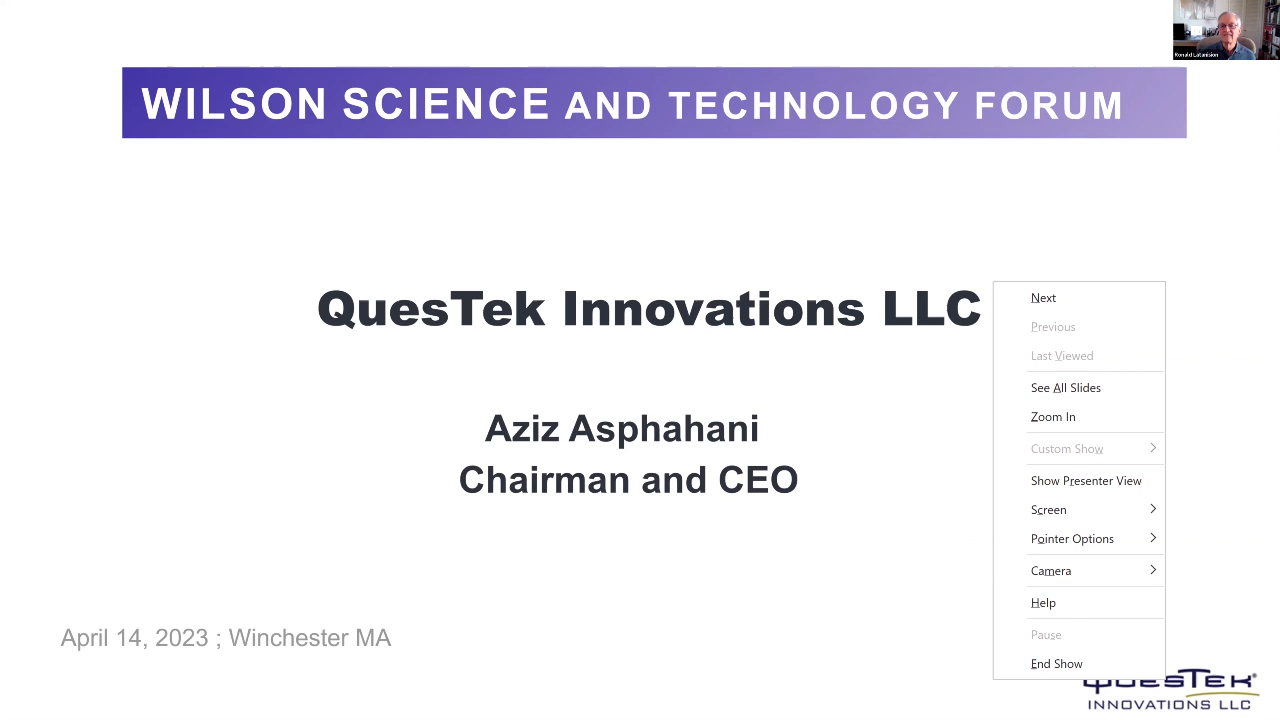 Ronald Latanision
WILSON SCIENCE AND TECHNOLOGY FORUM
QuesTek Innovations LLC
Aziz Asphahani
Chairman and CEO
Next
Previous
Last Viewed
See All Slides
Zoom In
Custom Show
Show Presenter View
Screen
Pointer Options
Camera
Help
Pause
End Show
April 14, 2023 ; Winchester MA
QUESTEK®
INNOVATIONS LLC